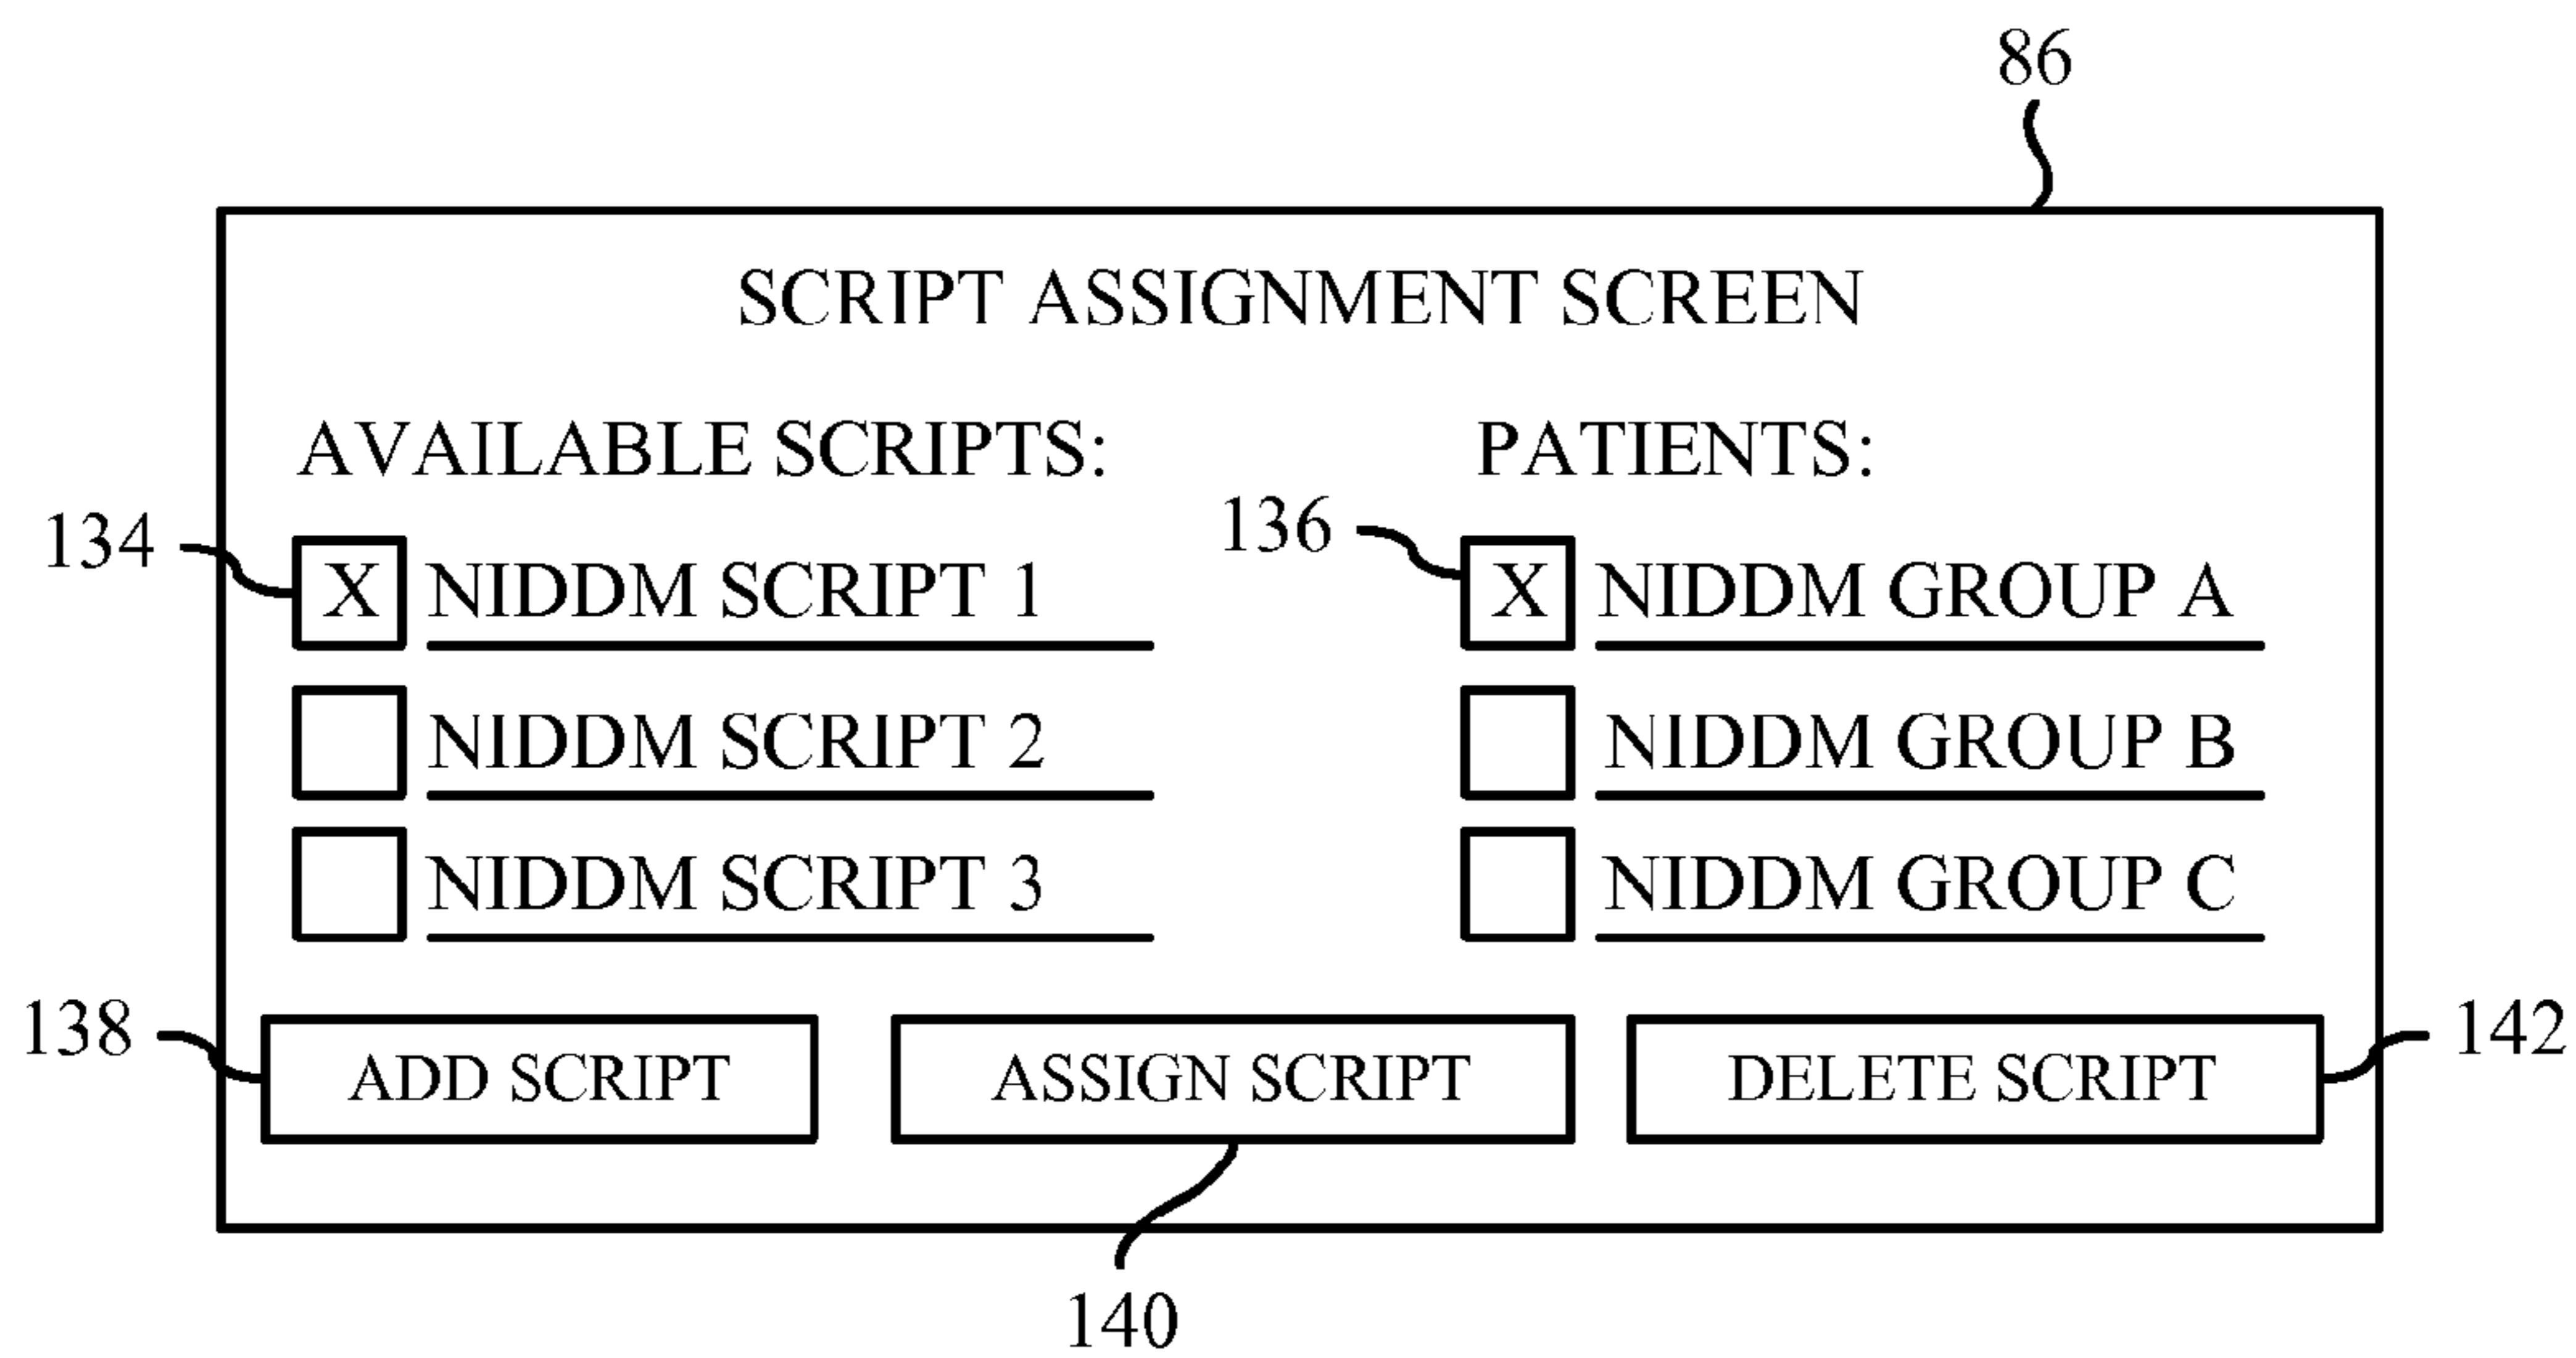 86
SCRIPT ASSIGNMENT SCREEN
AVAILABLE SCRIPTS: PATIENTS:
134 X NIDDM SCRIPT 1 136 X NIDDM GROUP A
NIDDM SCRIPT 2 NIDDM GROUP B
NIDDM SCRIPT 3 NIDDM GROUP C
138 ADD SCRIPT ASSIGN SCRIPT DELETE SCRIPT 142
140